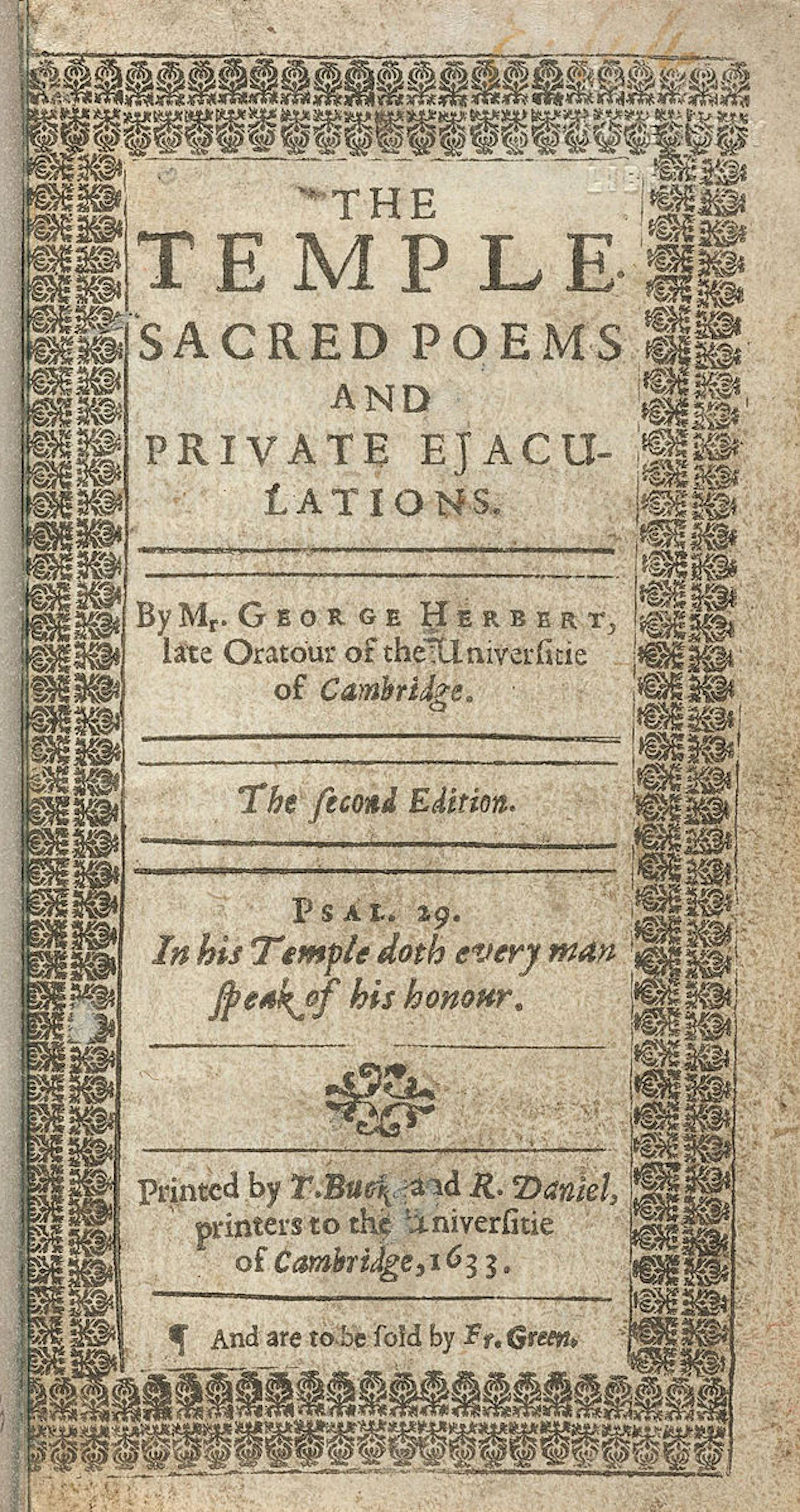 THE
TEMPLE.
SACRED POEMS
AND
PRIVATE EJACU-
LATIONS.
By Mr. GEORGE HERBERT,
late Oratour of the Univerſitie
of Cambridge.
The ſecond Edition.
PSAL. 29.
In his Temple doth every man
ſpeak of his honour.
Printed by T. Buck and R. Daniel,
printers to the Univerſitie
of Cambridge, 1633.
¶ And are to be ſold by Fr. Green.